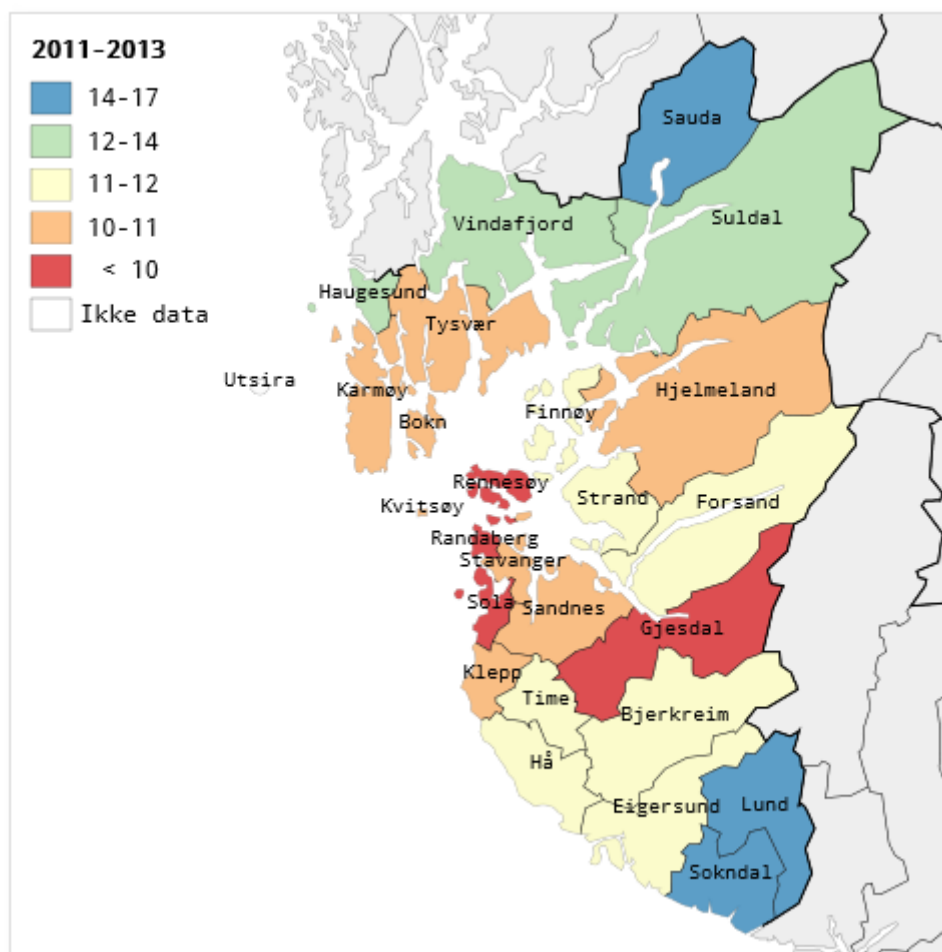 2011–2013
14-17
12-14
11-12
10-11
< 10
Ikke data
Sauda
Suldal
Vindafjord
Haugesund
Tysvær
Utsira
Karmøy
Hjelmeland
Finnøy
Bokn
Rennesøy
Strand
Forsand
Kvitsøy
Randaberg
Stavanger
Sola
Sandnes
Gjesdal
Klepp
Time
Bjerkreim
Hå
Eigersund
Lund
Sokndal